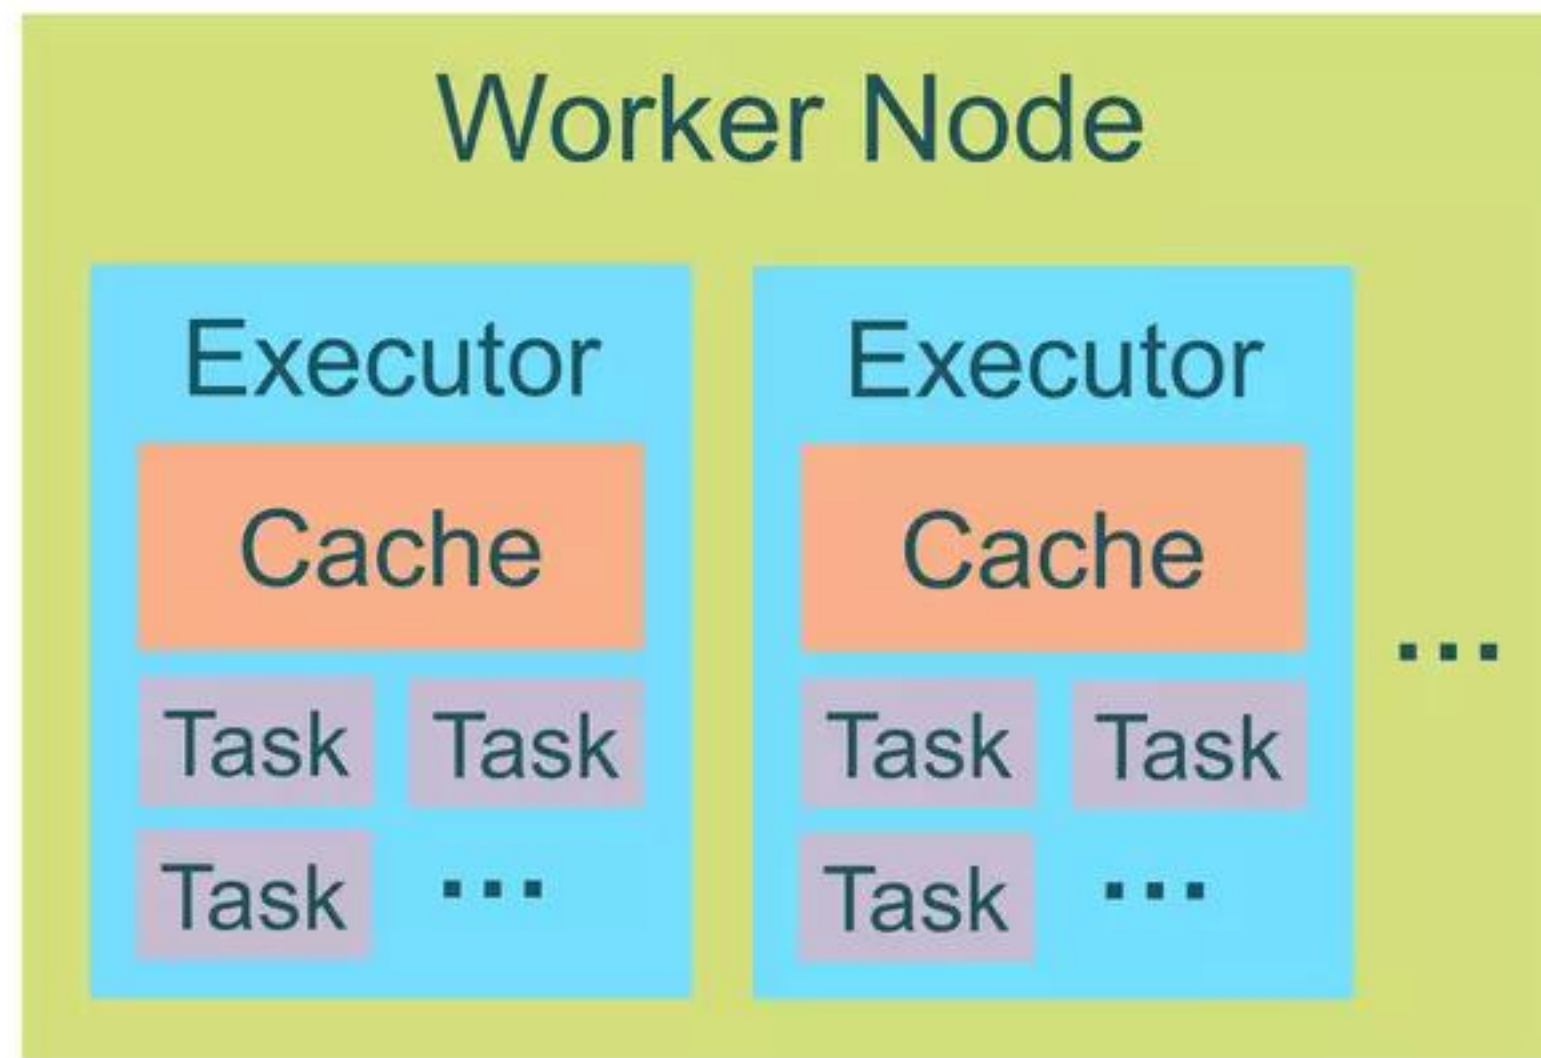 Worker Node
Executor
Cache
Task Task
Task ...
Executor
Cache
Task Task
Task ...
...